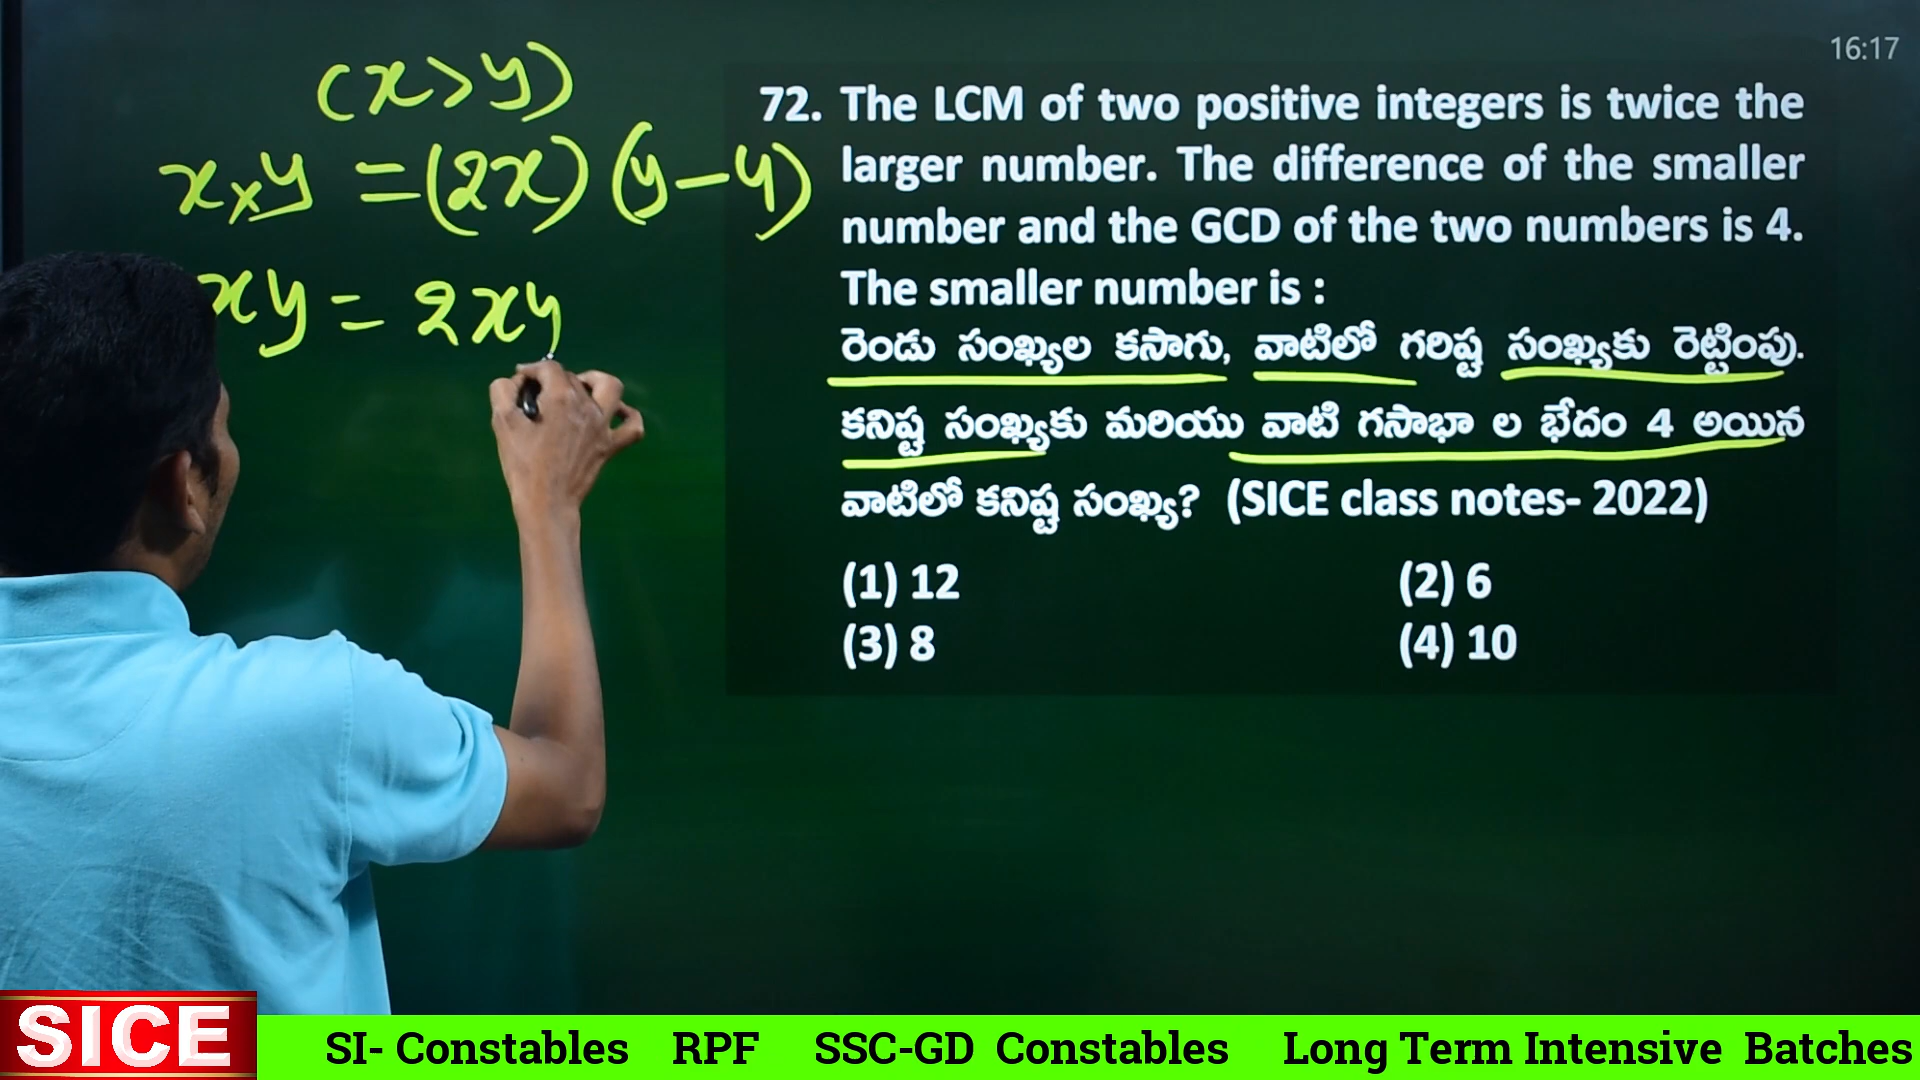 16:17
(x>y)
x×y = (2x) (y-4)
xy = 2xy
72. The LCM of two positive integers is twice the
larger number. The difference of the smaller
number and the GCD of the two numbers is 4.
The smaller number is :
రెండు సంఖ్యల కసాగు, వాటిలో గరిష్ట సంఖ్యకు రెట్టింపు.
కనిష్ట సంఖ్యకు మరియు వాటి గసాభా ల భేదం 4 అయిన
వాటిలో కనిష్ట సంఖ్య? (SICE class notes- 2022)
(1) 12 (2) 6
(3) 8 (4) 10
SICE SI- Constables RPF SSC-GD Constables Long Term Intensive Batches